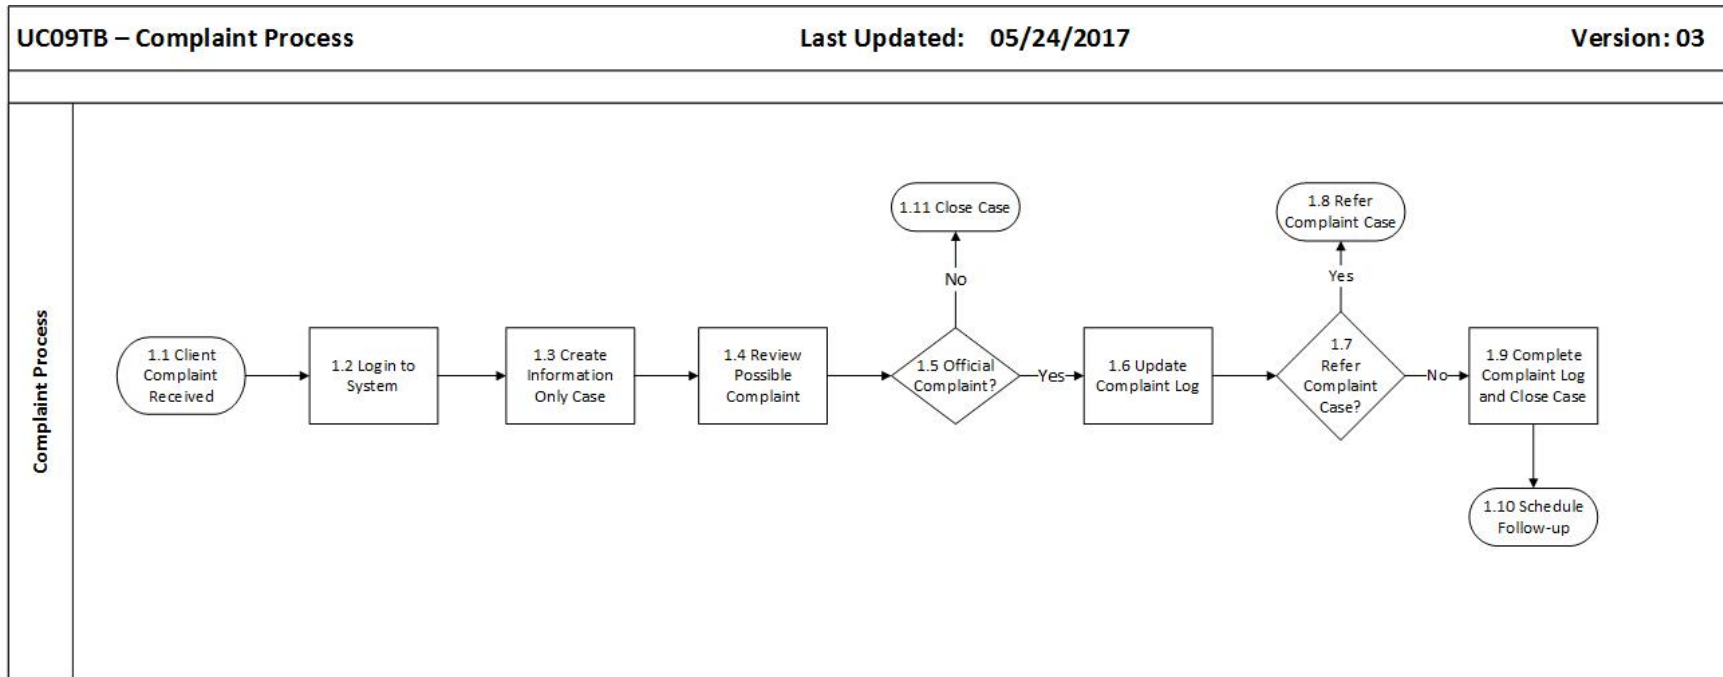 UC09TB – Complaint Process
Last Updated: 05/24/2017
Version: 03
Complaint Process
1.1 Client
Complaint
Received
1.2 Login to
System
1.3 Create
Information
Only Case
1.4 Review
Possible
Complaint
1.5 Official
Complaint?
No
1.11 Close Case
Yes
1.6 Update
Complaint Log
1.7
Refer
Complaint
Case?
Yes
1.8 Refer
Complaint Case
No
1.9 Complete
Complaint Log
and Close Case
1.10 Schedule
Follow-up